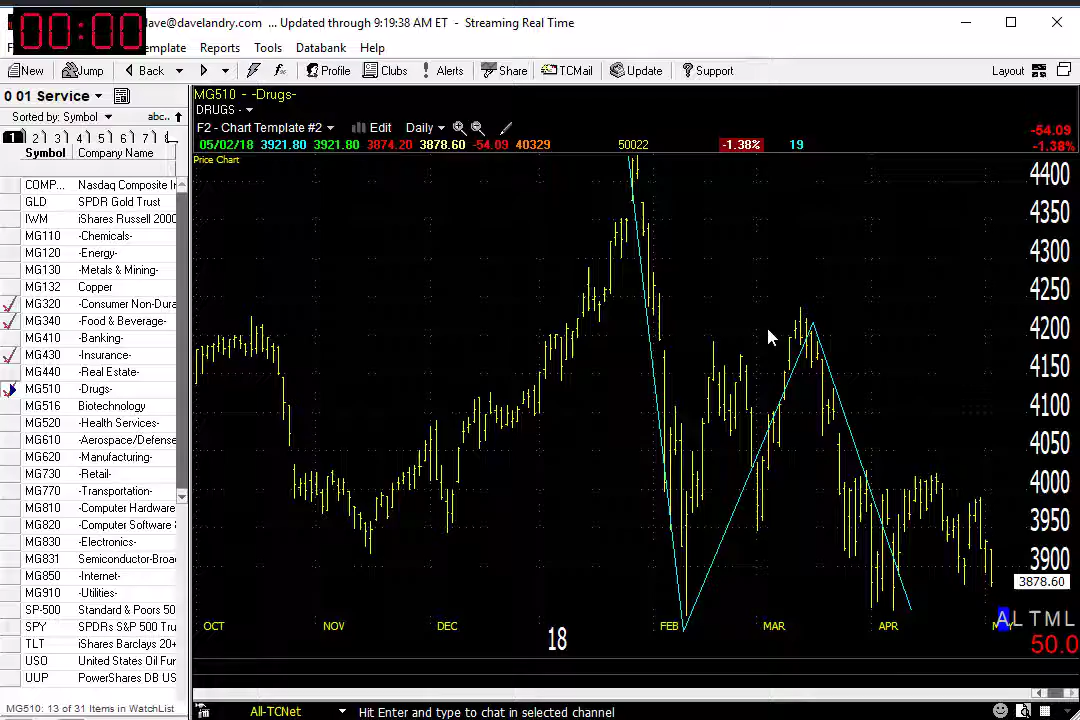 00:00
dave@davelandry.com ... Updated through 9:19:38 AM ET - Streaming Real Time
Template Reports Tools Databank Help
New Jump Back Profile Clubs Alerts Share TCMail Update Support Layout
0 01 Service
Sorted by: Symbol abc..
1 2 3 4 5 6 7
Symbol Company Name
COMP... Nasdaq Composite In
GLD SPDR Gold Trust
IWM iShares Russell 2000
MG110 -Chemicals-
MG120 -Energy-
MG130 -Metals & Mining-
MG132 Copper
MG320 -Consumer Non-Dura
MG340 -Food & Beverage-
MG410 -Banking-
MG430 -Insurance-
MG440 -Real Estate-
MG510 -Drugs-
MG516 Biotechnology
MG520 -Health Services-
MG610 -Aerospace/Defense
MG620 -Manufacturing-
MG730 -Retail-
MG770 -Transportation-
MG810 -Computer Hardware
MG820 -Computer Software &
MG830 -Electronics-
MG831 Semiconductor-Broa
MG850 -Internet-
MG910 -Utilities-
SP-500 Standard & Poors 50
SPY SPDRs S&P 500 Tru
TLT iShares Barclays 20+
USO United States Oil Fun
UUP PowerShares DB US
MG510: 13 of 31 Items in WatchList
MG510 - -Drugs-
DRUGS -
F2 - Chart Template #2 Edit Daily
05/02/18 3921.80 3921.80 3874.20 3878.60 -54.09 40329 50022 -1.38% 19
-54.09
-1.38%
Price Chart
4400
4350
4300
4250
4200
4150
4100
4050
4000
3950
3900
3878.60
OCT NOV DEC 18 FEB MAR APR
ALTML
50.0
All-TCNet Hit Enter and type to chat in selected channel